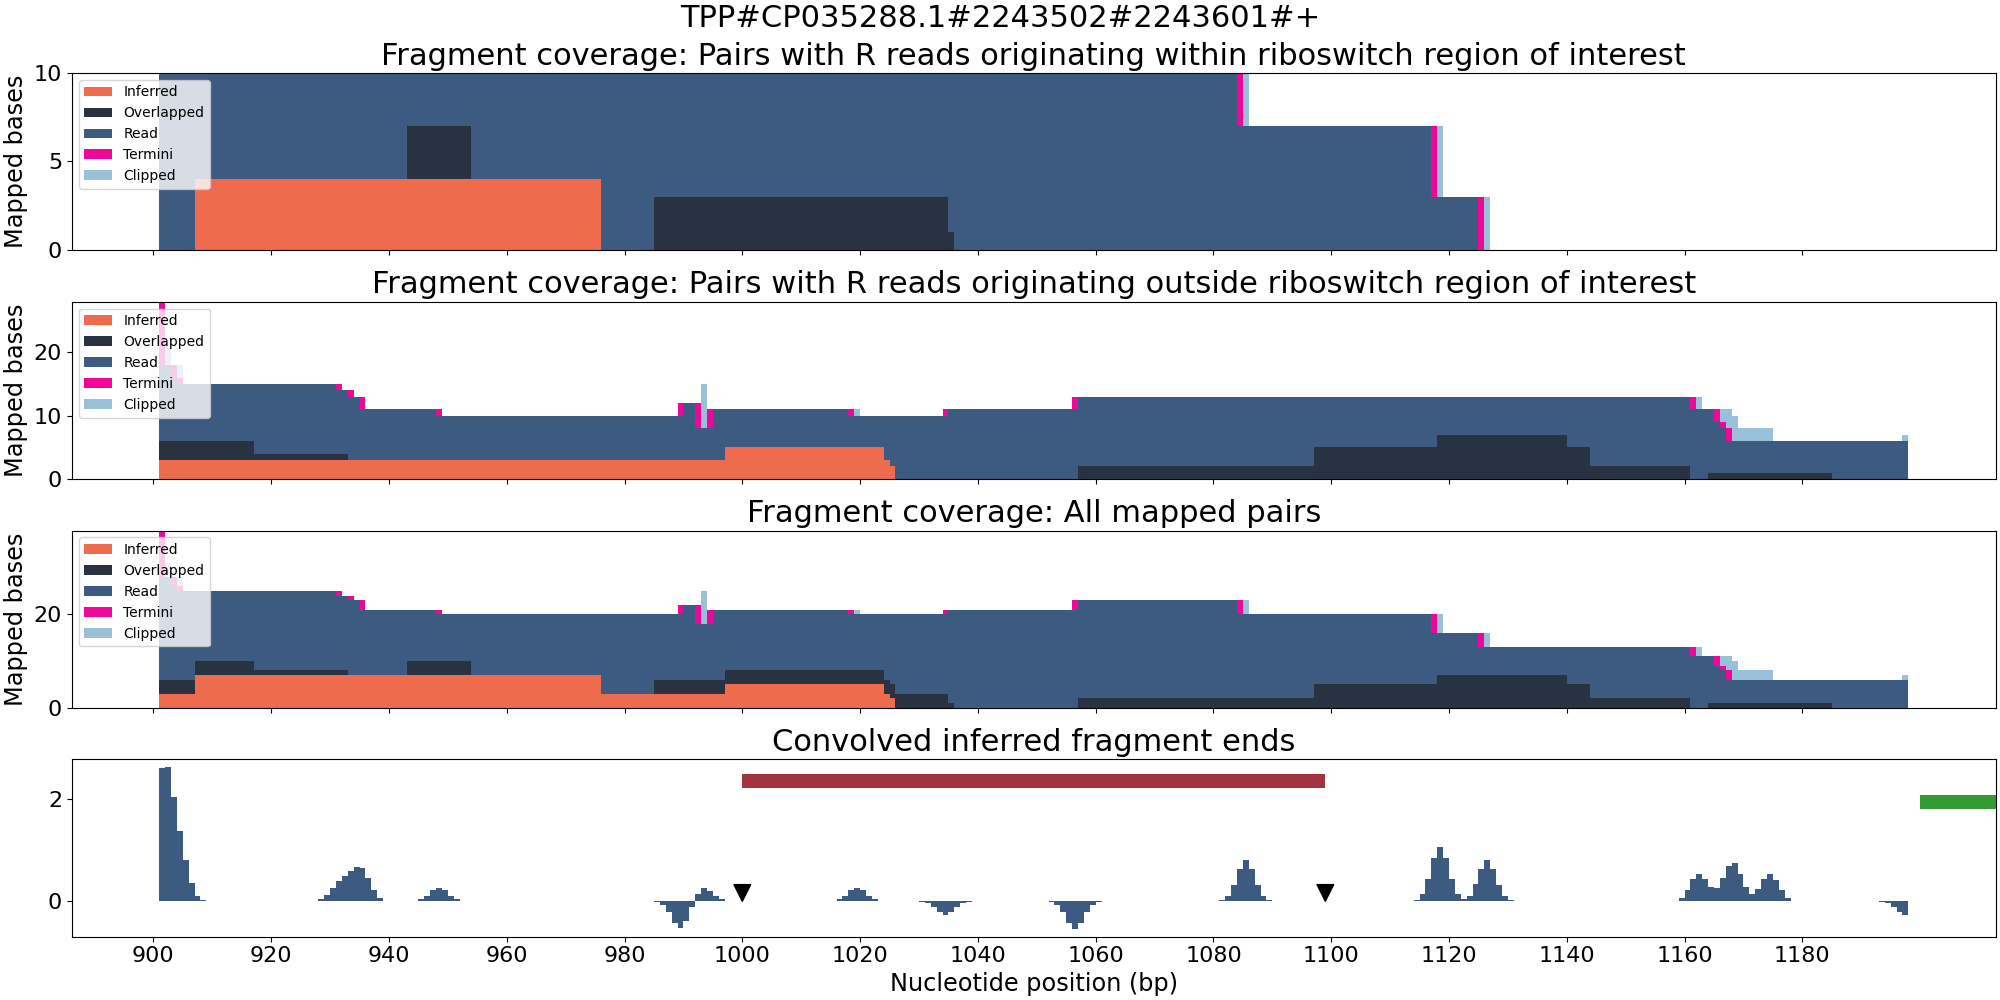 TPP#CP035288.1#2243502#2243601#+
Fragment coverage: Pairs with R reads originating within riboswitch region of interest
Mapped bases
10
5
0
Inferred
Overlapped
Read
Termini
Clipped
Fragment coverage: Pairs with R reads originating outside riboswitch region of interest
Mapped bases
20
10
0
Inferred
Overlapped
Read
Termini
Clipped
Fragment coverage: All mapped pairs
Mapped bases
20
0
Inferred
Overlapped
Read
Termini
Clipped
Convolved inferred fragment ends
2
0
900 920 940 960 980 1000 1020 1040 1060 1080 1100 1120 1140 1160 1180
Nucleotide position (bp)